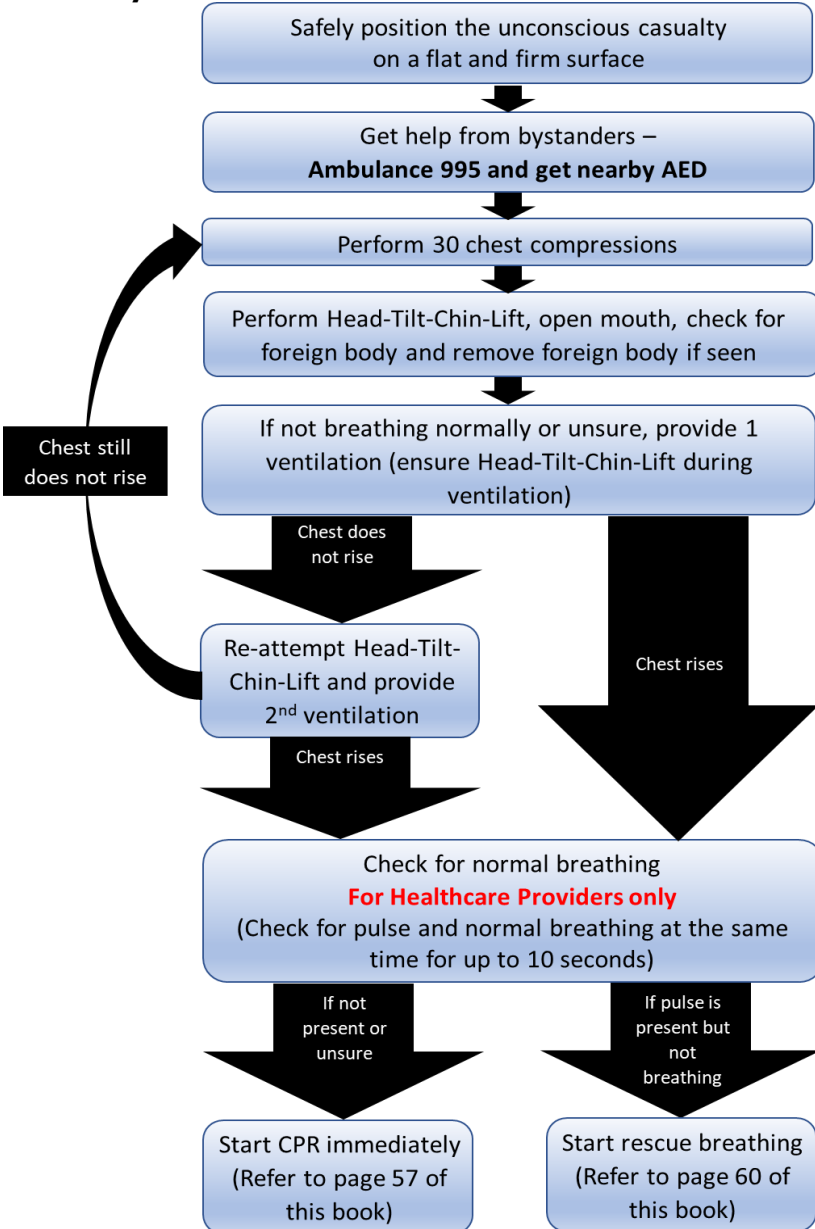 Safely position the unconscious casualty
on a flat and firm surface
Get help from bystanders –
Ambulance 995 and get nearby AED
Perform 30 chest compressions
Perform Head-Tilt-Chin-Lift, open mouth, check for
foreign body and remove foreign body if seen
If not breathing normally or unsure, provide 1
ventilation (ensure Head-Tilt-Chin-Lift during
ventilation)
Chest still
does not rise
Chest does
not rise
Re-attempt Head-Tilt-
Chin-Lift and provide
2nd ventilation
Chest rises
Chest rises
Check for normal breathing
For Healthcare Providers only
(Check for pulse and normal breathing at the same
time for up to 10 seconds)
If not
present or
unsure
If pulse is
present but
not
breathing
Start CPR immediately
(Refer to page 57 of
this book)
Start rescue breathing
(Refer to page 60 of
this book)